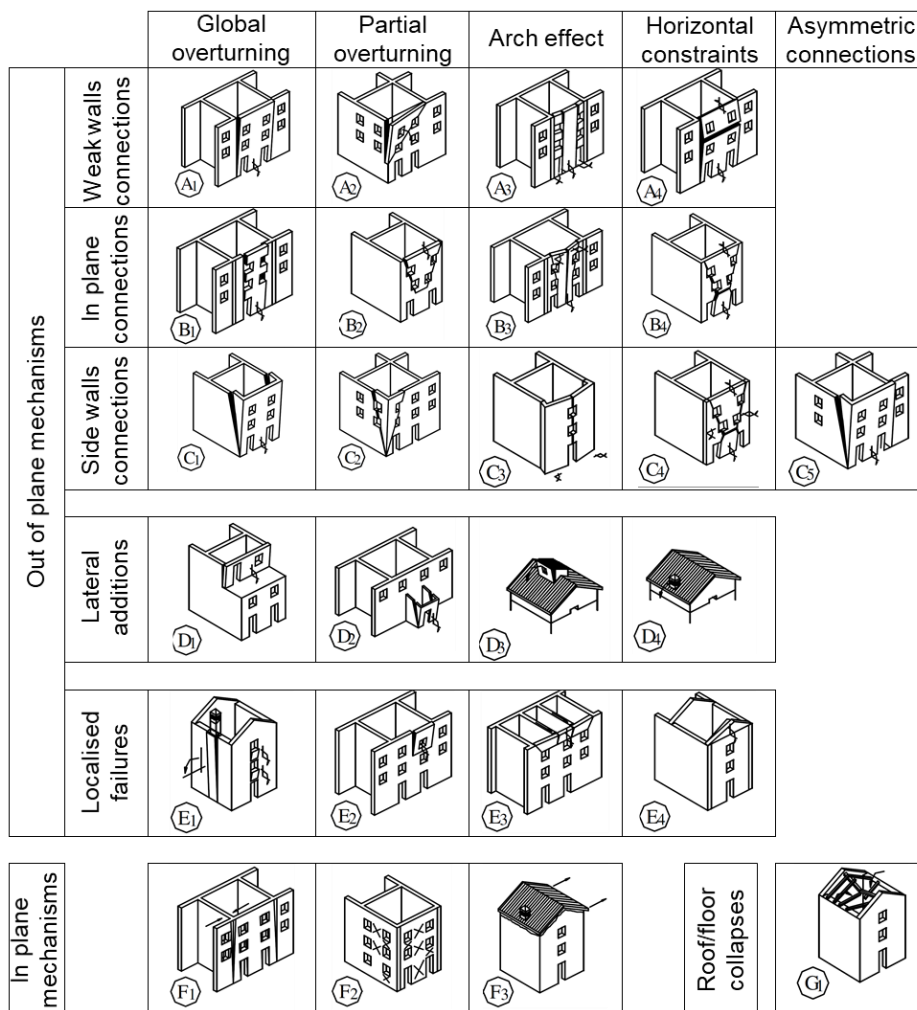 Global
overturning
Partial
overturning
Arch effect
Horizontal
constraints
Asymmetric
connections
Out of plane mechanisms
Weak walls
connections
A1
A2
A3
A4
In plane
connections
B1
B2
B3
B4
Side walls
connections
C1
C2
C3
C4
C5
Lateral
additions
D1
D2
D3
D4
Localised
failures
E1
E2
E3
E4
In plane
mechanisms
F1
F2
F3
Roof/floor
collapses
G1